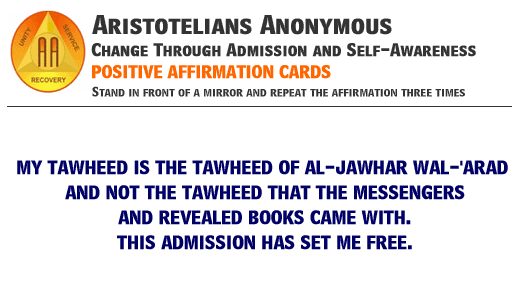 UNITY
SERVICE
AA
RECOVERY
Aristotelians Anonymous
Change Through Admission and Self-Awareness
POSITIVE AFFIRMATION CARDS
Stand in front of a mirror and repeat the affirmation three times
MY TAWHEED IS THE TAWHEED OF AL-JAWHAR WAL-'ARAD
AND NOT THE TAWHEED THAT THE MESSENGERS
AND REVEALED BOOKS CAME WITH.
THIS ADMISSION HAS SET ME FREE.